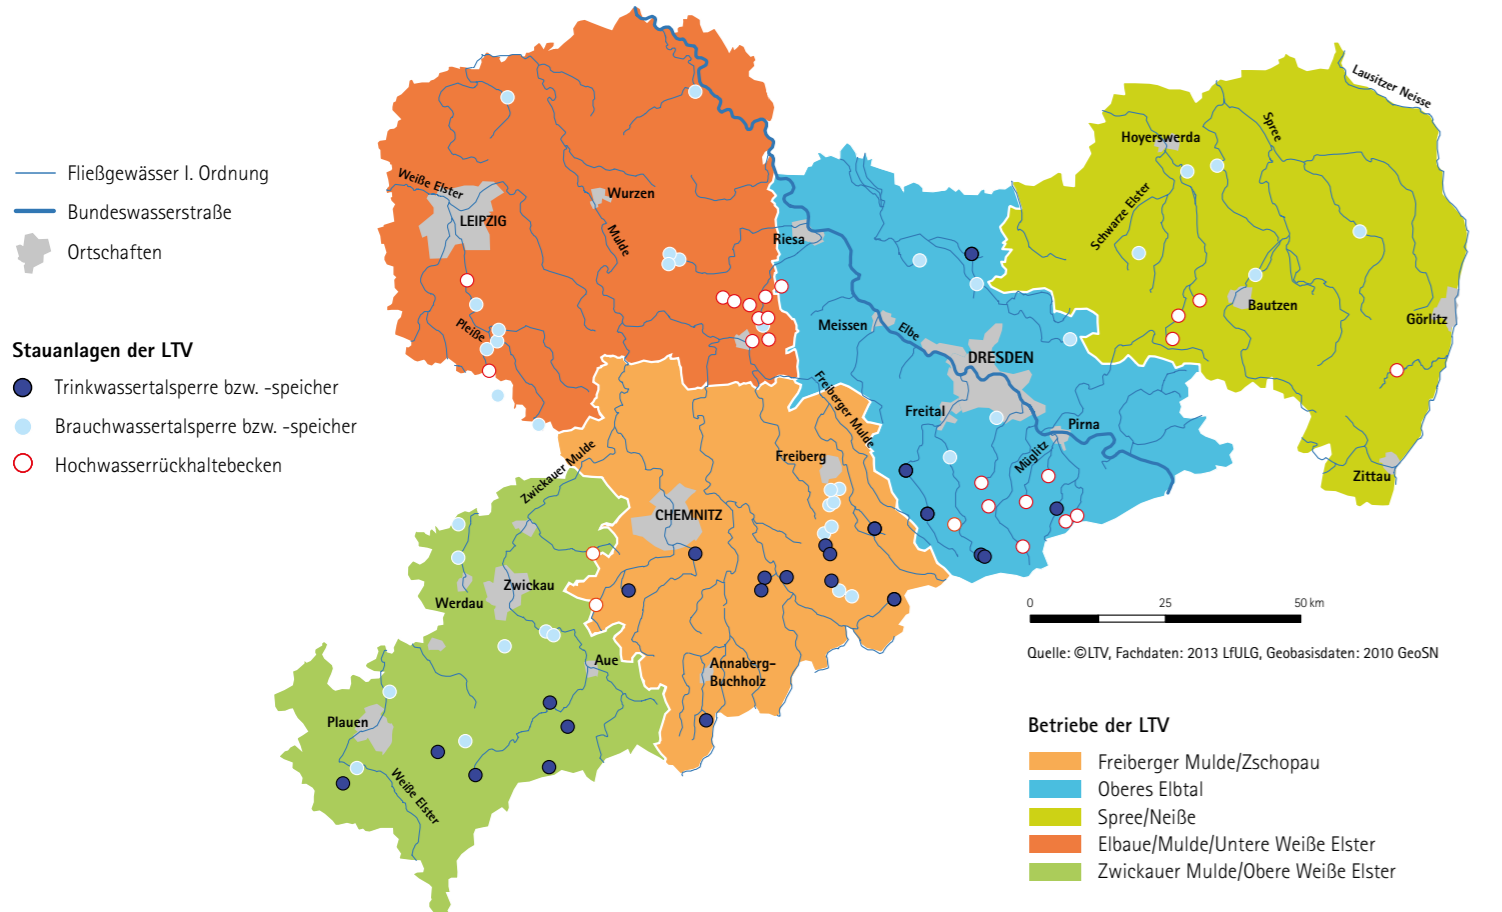 Fließgewässer I. Ordnung
Bundeswasserstraße
Ortschaften
Stauanlagen der LTV
Trinkwassertalsperre bzw. -speicher
Brauchwassertalsperre bzw. -speicher
Hochwasserrückhaltebecken
Weiße Elster
LEIPZIG
Wurzen
Mulde
Pleiße
Riesa
Meissen
Elbe
DRESDEN
Freital
Pirna
Müglitz
Freiberger Mulde
Lausitzer Neisse
Hoyerswerda
Spree
Schwarze Elster
Bautzen
Görlitz
Zittau
Zwickauer Mulde
Freiberg
CHEMNITZ
Zwickau
Werdau
Aue
Annaberg-
Buchholz
Plauen
Weiße Elster
0 25 50 km
Quelle: ©LTV, Fachdaten: 2013 LfULG, Geobasisdaten: 2010 GeoSN
Betriebe der LTV
Freiberger Mulde/Zschopau
Oberes Elbtal
Spree/Neiße
Elbaue/Mulde/Untere Weiße Elster
Zwickauer Mulde/Obere Weiße Elster